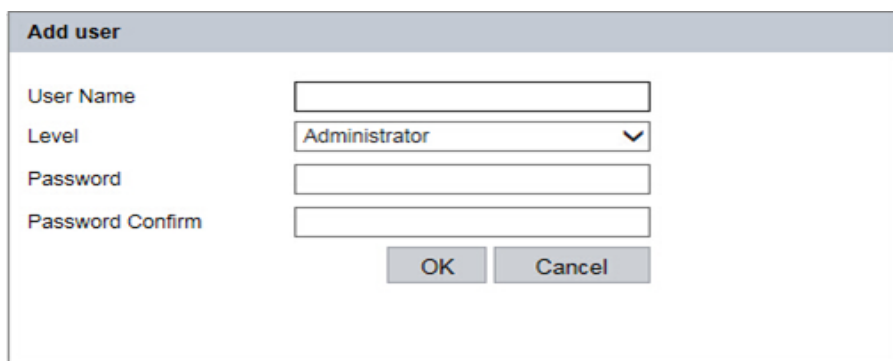 Add user
User Name
Level Administrator
Password
Password Confirm
OK Cancel